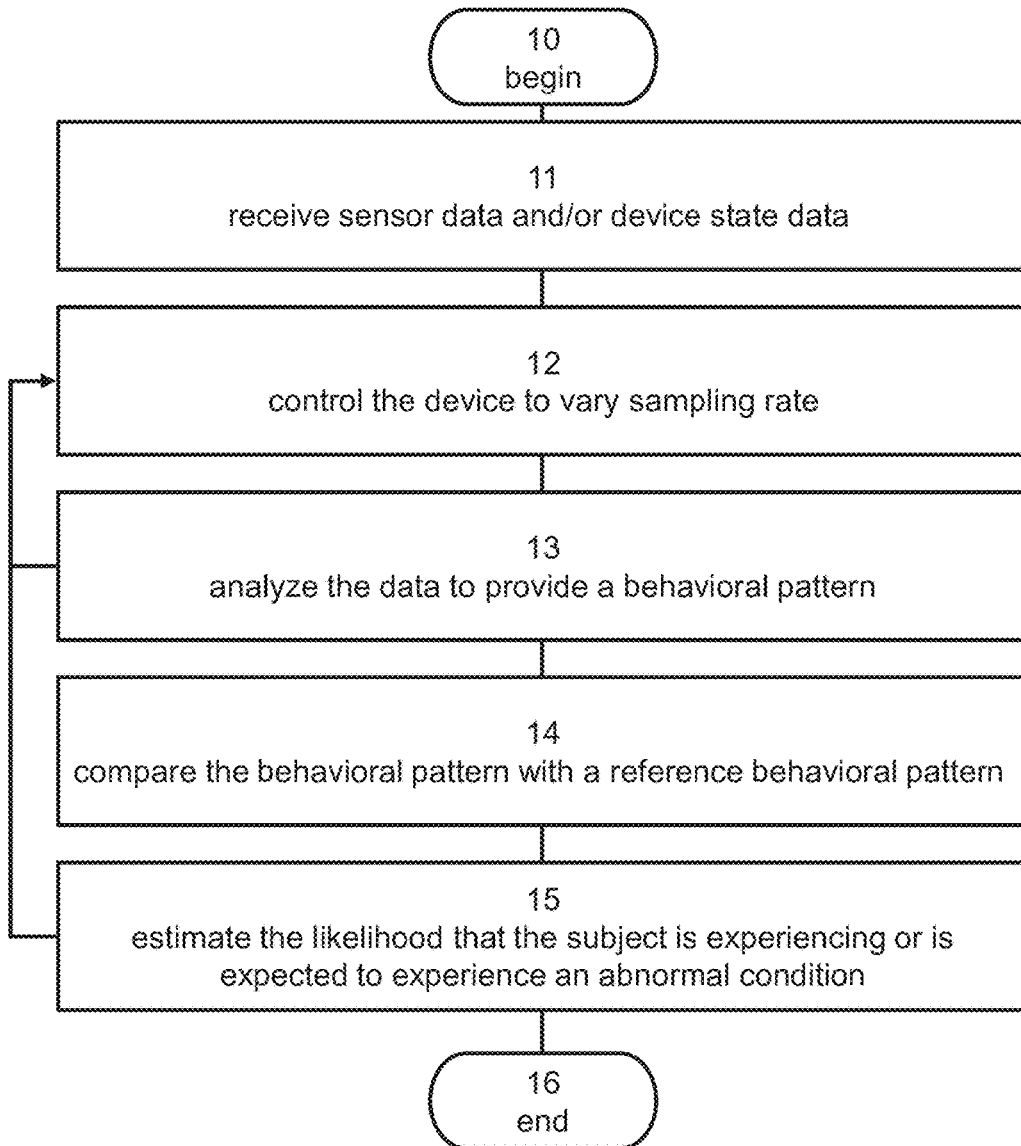 10
begin
11
receive sensor data and/or device state data
12
control the device to vary sampling rate
13
analyze the data to provide a behavioral pattern
14
compare the behavioral pattern with a reference behavioral pattern
15
estimate the likelihood that the subject is experiencing or is
expected to experience an abnormal condition
16
end